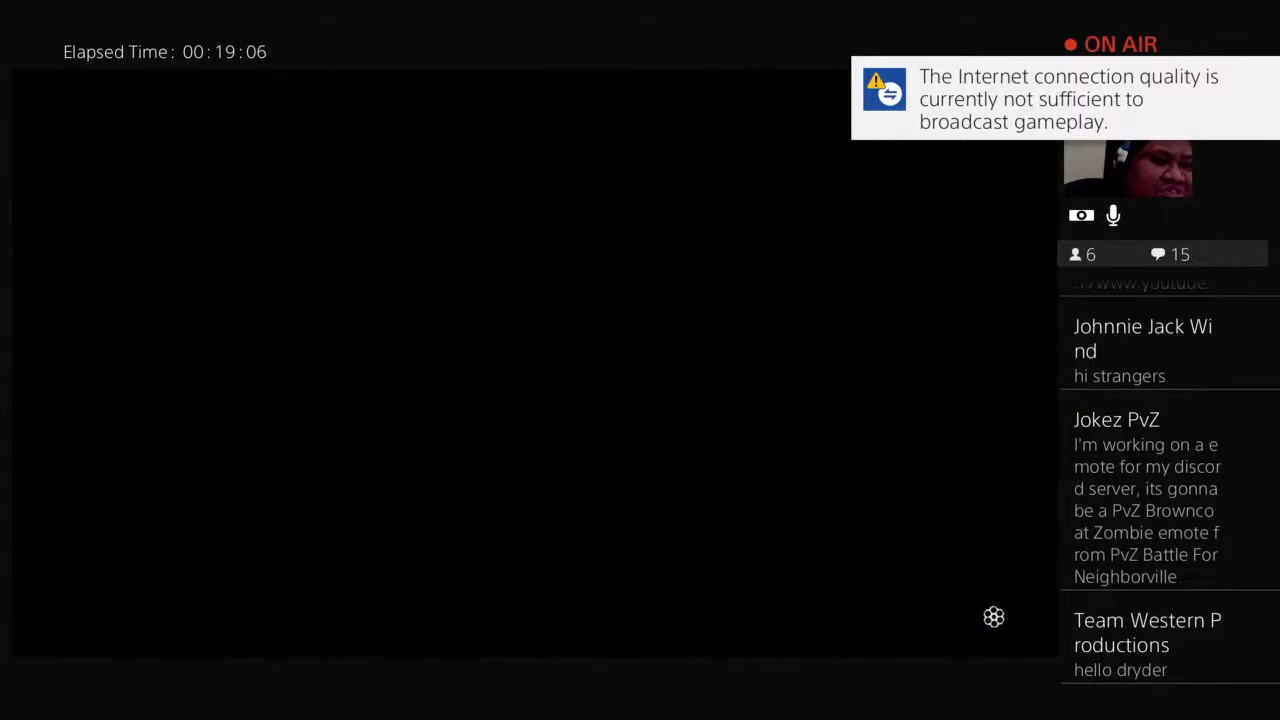 Elapsed Time: 00:19:06
ON AIR
The Internet connection quality is
currently not sufficient to
broadcast gameplay.
6 15
://www.youtube.
Johnnie Jack Wi
nd
hi strangers
Jokez PvZ
I'm working on a e
mote for my discor
d server, its gonna
be a PvZ Brownco
at Zombie emote f
rom PvZ Battle For
Neighborville
Team Western P
roductions
hello dryder